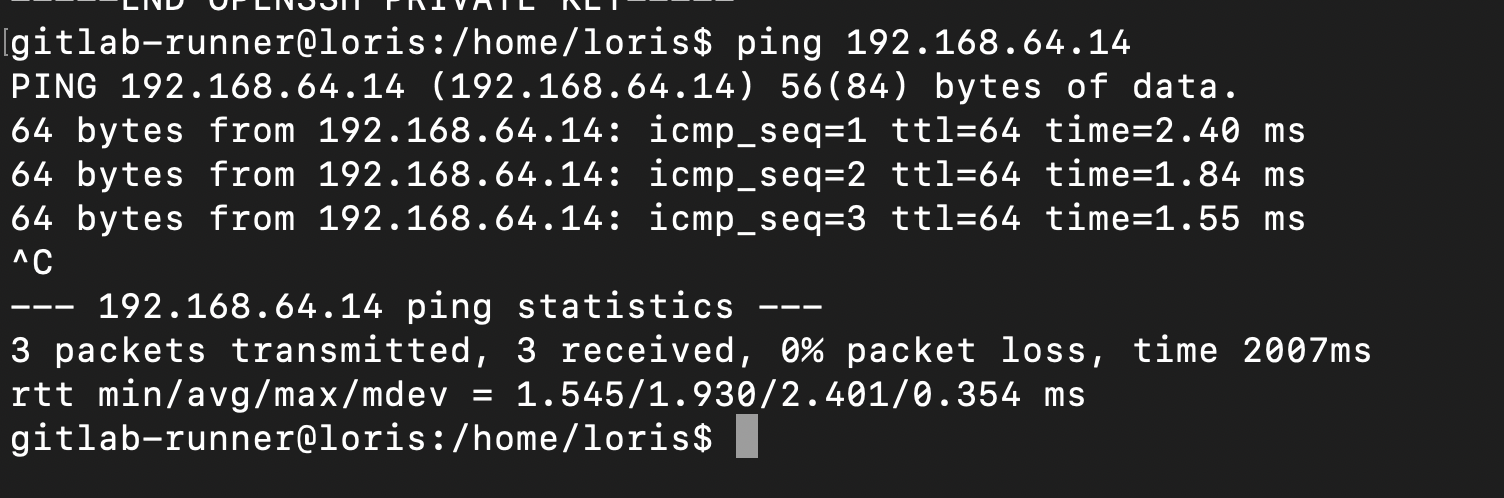 -----END OPENSSH PRIVATE KEY-----
[gitlab-runner@loris:/home/loris$ ping 192.168.64.14
PING 192.168.64.14 (192.168.64.14) 56(84) bytes of data.
64 bytes from 192.168.64.14: icmp_seq=1 ttl=64 time=2.40 ms
64 bytes from 192.168.64.14: icmp_seq=2 ttl=64 time=1.84 ms
64 bytes from 192.168.64.14: icmp_seq=3 ttl=64 time=1.55 ms
^C
--- 192.168.64.14 ping statistics ---
3 packets transmitted, 3 received, 0% packet loss, time 2007ms
rtt min/avg/max/mdev = 1.545/1.930/2.401/0.354 ms
gitlab-runner@loris:/home/loris$